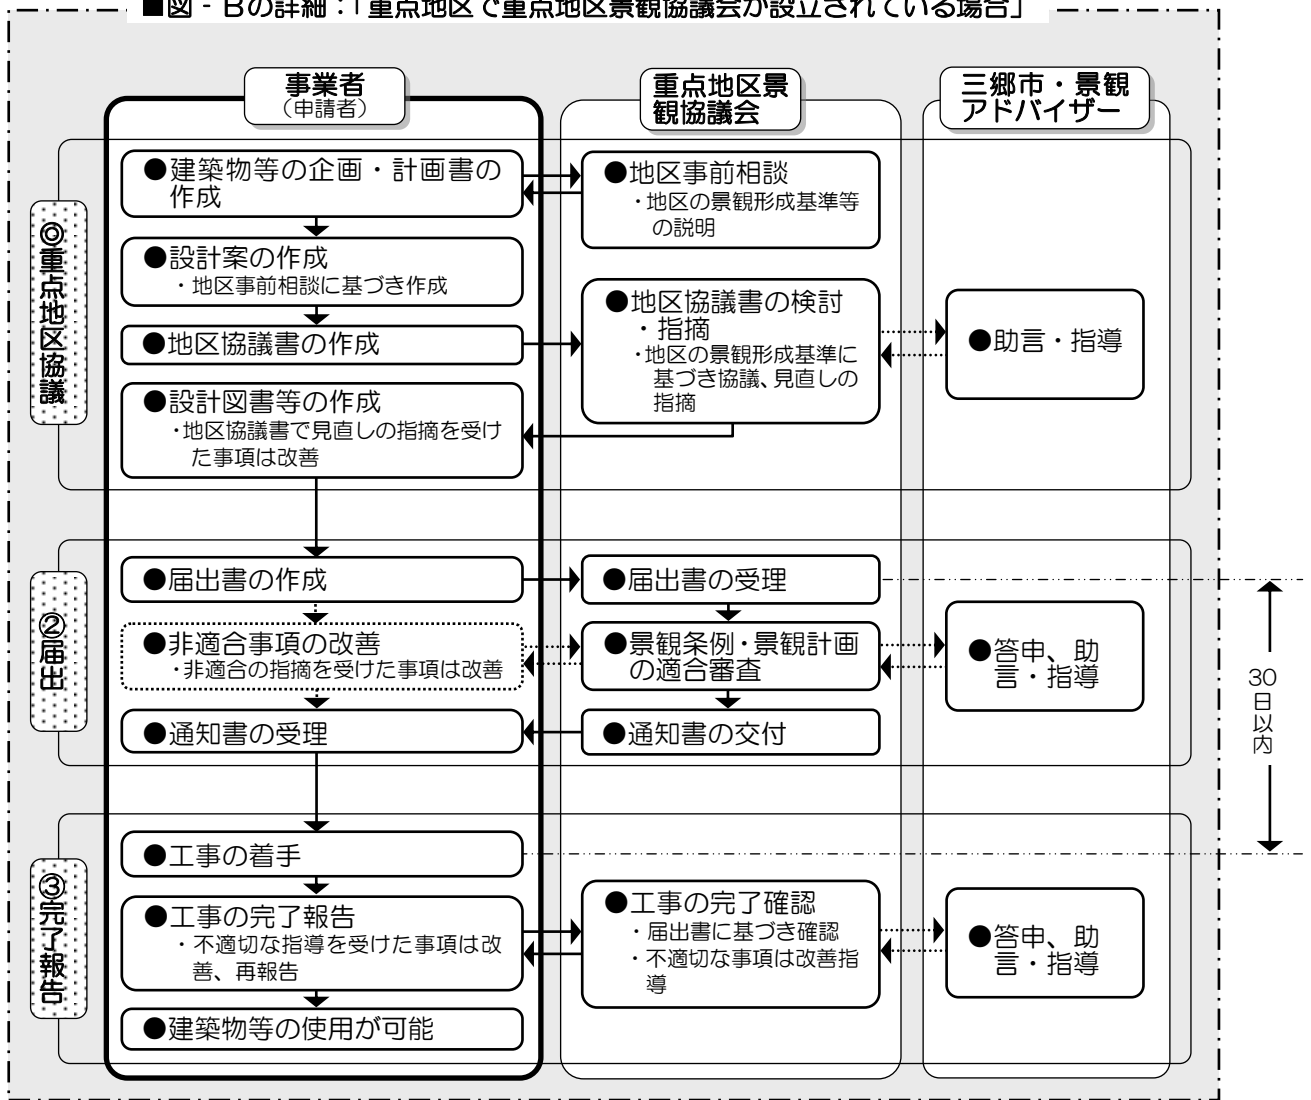 ■図‐Bの詳細：「重点地区で重点地区景観協議会が設立されている場合」
事業者
（申請者）
重点地区景
観協議会
三郷市・景観
アドバイザー
◎重点地区協議
●建築物等の企画・計画書の
作成
●地区事前相談
・地区の景観形成基準等
の説明
●設計案の作成
・地区事前相談に基づき作成
●地区協議書の作成
●地区協議書の検討
・指摘
・地区の景観形成基準に
基づき協議、見直しの
指摘
●助言・指導
●設計図書等の作成
・地区協議書で見直しの指摘を受け
た事項は改善
②届出
●届出書の作成
●届出書の受理
●非適合事項の改善
・非適合の指摘を受けた事項は改善
●景観条例・景観計画
の適合審査
●答申、助
言・指導
●通知書の受理
●通知書の交付
30
日以内
③完了報告
●工事の着手
●工事の完了報告
・不適切な指導を受けた事項は改
善、再報告
●工事の完了確認
・届出書に基づき確認
・不適切な事項は改善指
導
●答申、助
言・指導
●建築物等の使用が可能